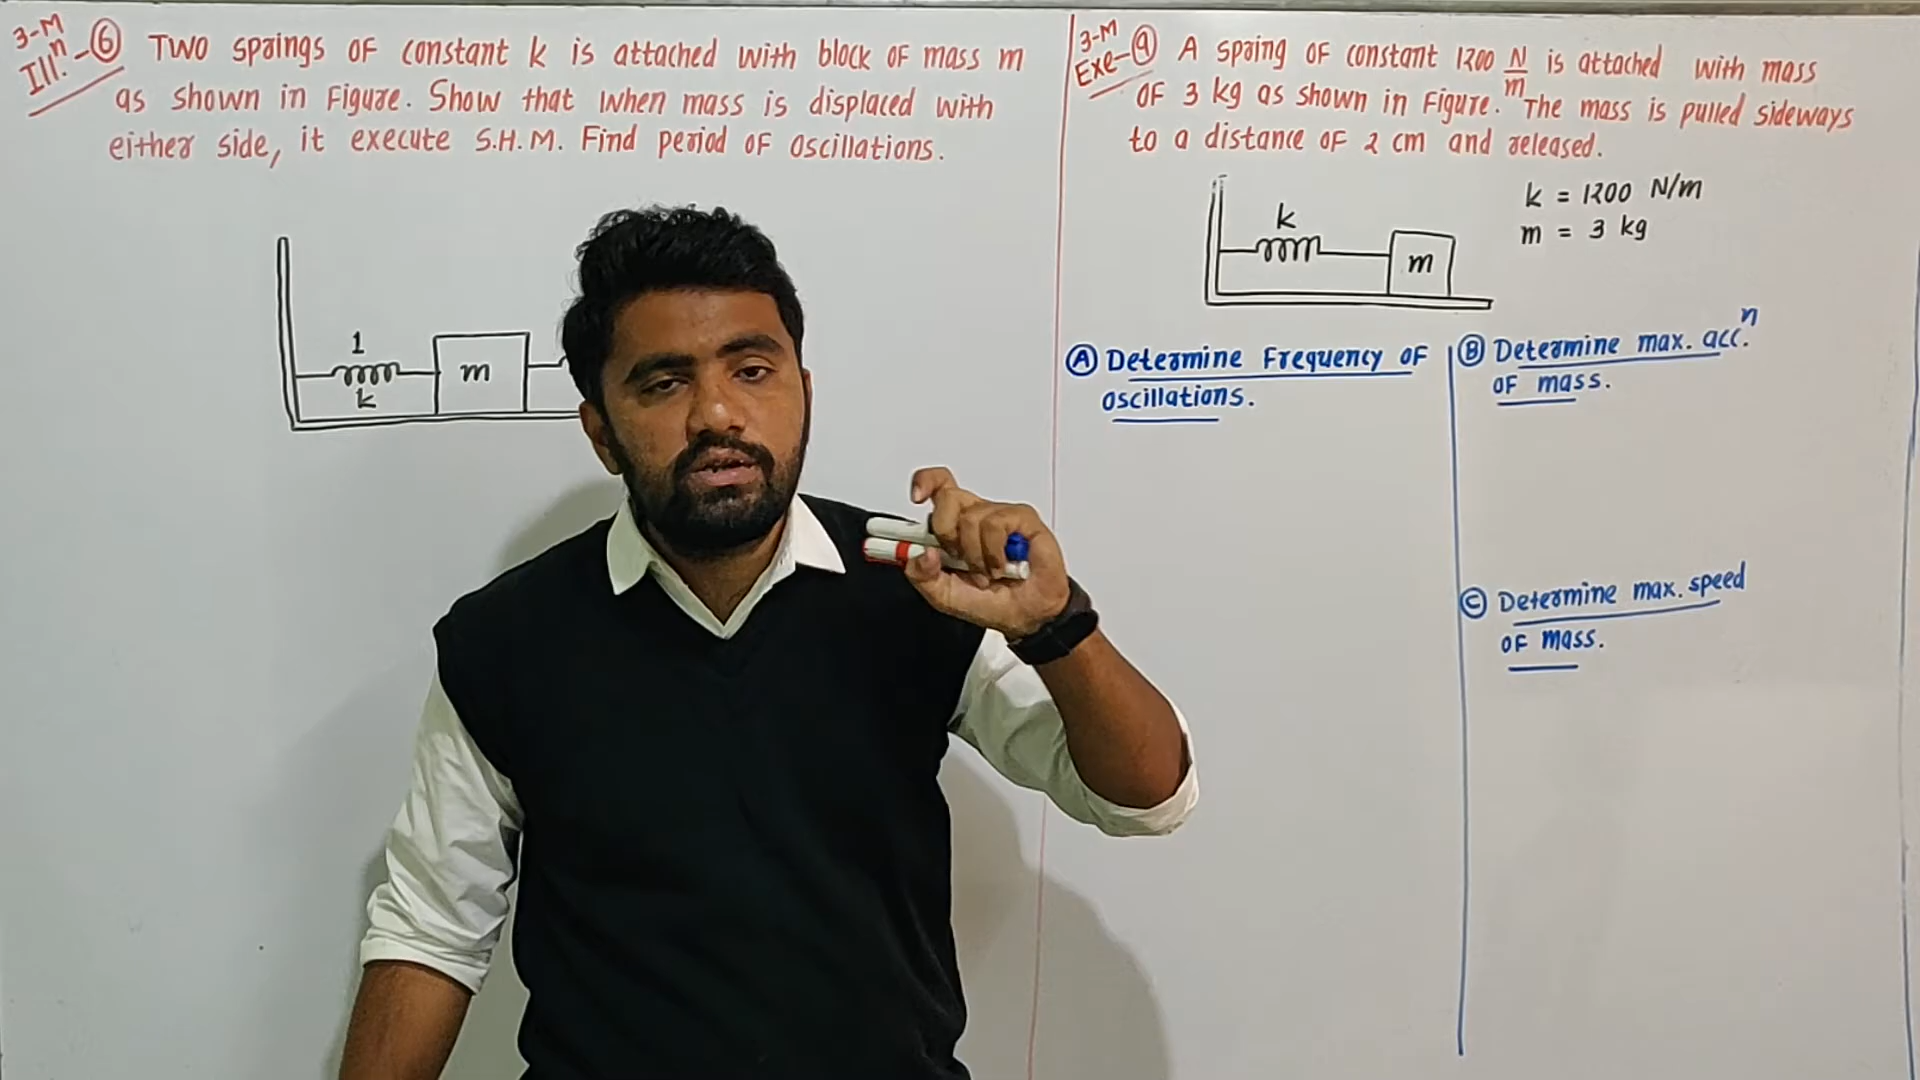 3-M
Illⁿ.-⑥ Two springs of constant k is attached with block of mass m
as shown in Figure. Show that when mass is displaced with
either side, it execute S.H.M. Find period of oscillations.
1
k
m
3-M
Exe-⑨ A spring of constant 1200 N/m is attached with mass
of 3 kg as shown in Figure. The mass is pulled sideways
to a distance of 2 cm and released.
k
m
k = 1200 N/m
m = 3 kg
Ⓐ Determine Frequency of
oscillations.
Ⓑ Determine max. accⁿ.
of mass.
Ⓒ Determine max. speed
of mass.